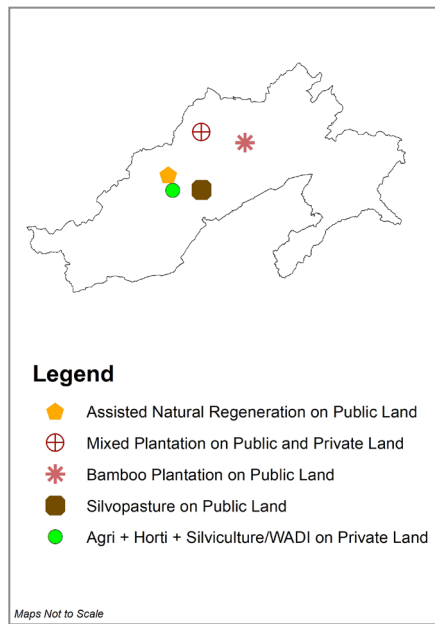 Legend
Assisted Natural Regeneration on Public Land
Mixed Plantation on Public and Private Land
Bamboo Plantation on Public Land
Silvopasture on Public Land
Agri + Horti + Silviculture/WADI on Private Land
Maps Not to Scale